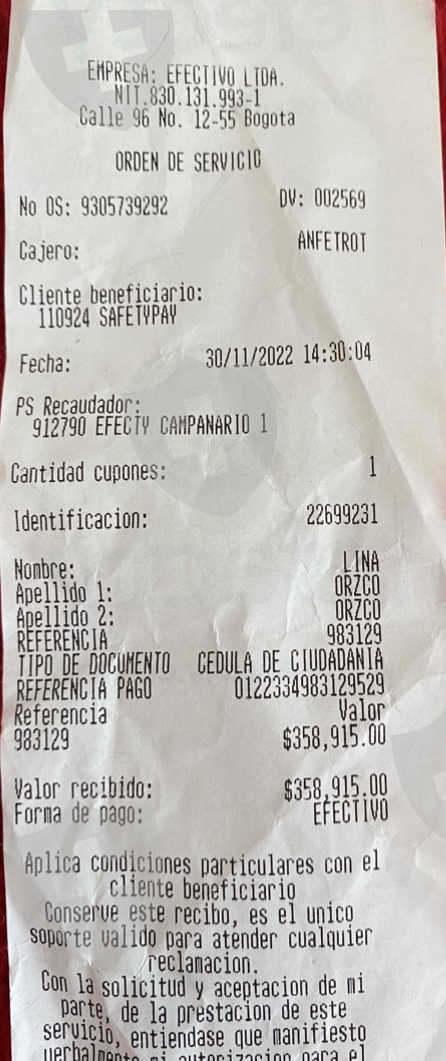 EMPRESA: EFECTIVO LTDA.
NIT.830.131.993-1
Calle 96 No. 12-55 Bogota
ORDEN DE SERVICIO
No OS: 9305739292 DV: 002569
Cajero: ANFETROT
Cliente beneficiario:
110924 SAFETYPAY
Fecha: 30/11/2022 14:30:04
PS Recaudador:
912790 EFECTY CAMPANARIO 1
Cantidad cupones: 1
Identificacion: 22699231
Nombre: LINA
Apellido 1: ORZCO
Apellido 2: ORZCO
REFERENCIA 983129
TIPO DE DOCUMENTO CEDULA DE CIUDADANIA
REFERENCIA PAGO 0122334983129529
Referencia Valor
983129 $358,915.00
Valor recibido: $358,915.00
Forma de pago: EFECTIVO
Aplica condiciones particulares con el
cliente beneficiario
Conserve este recibo, es el unico
soporte valido para atender cualquier
reclamacion.
Con la solicitud y aceptacion de mi
parte, de la prestacion de este
servicio, entiendase que manifiesto
verbalmente mi autorizacion para el